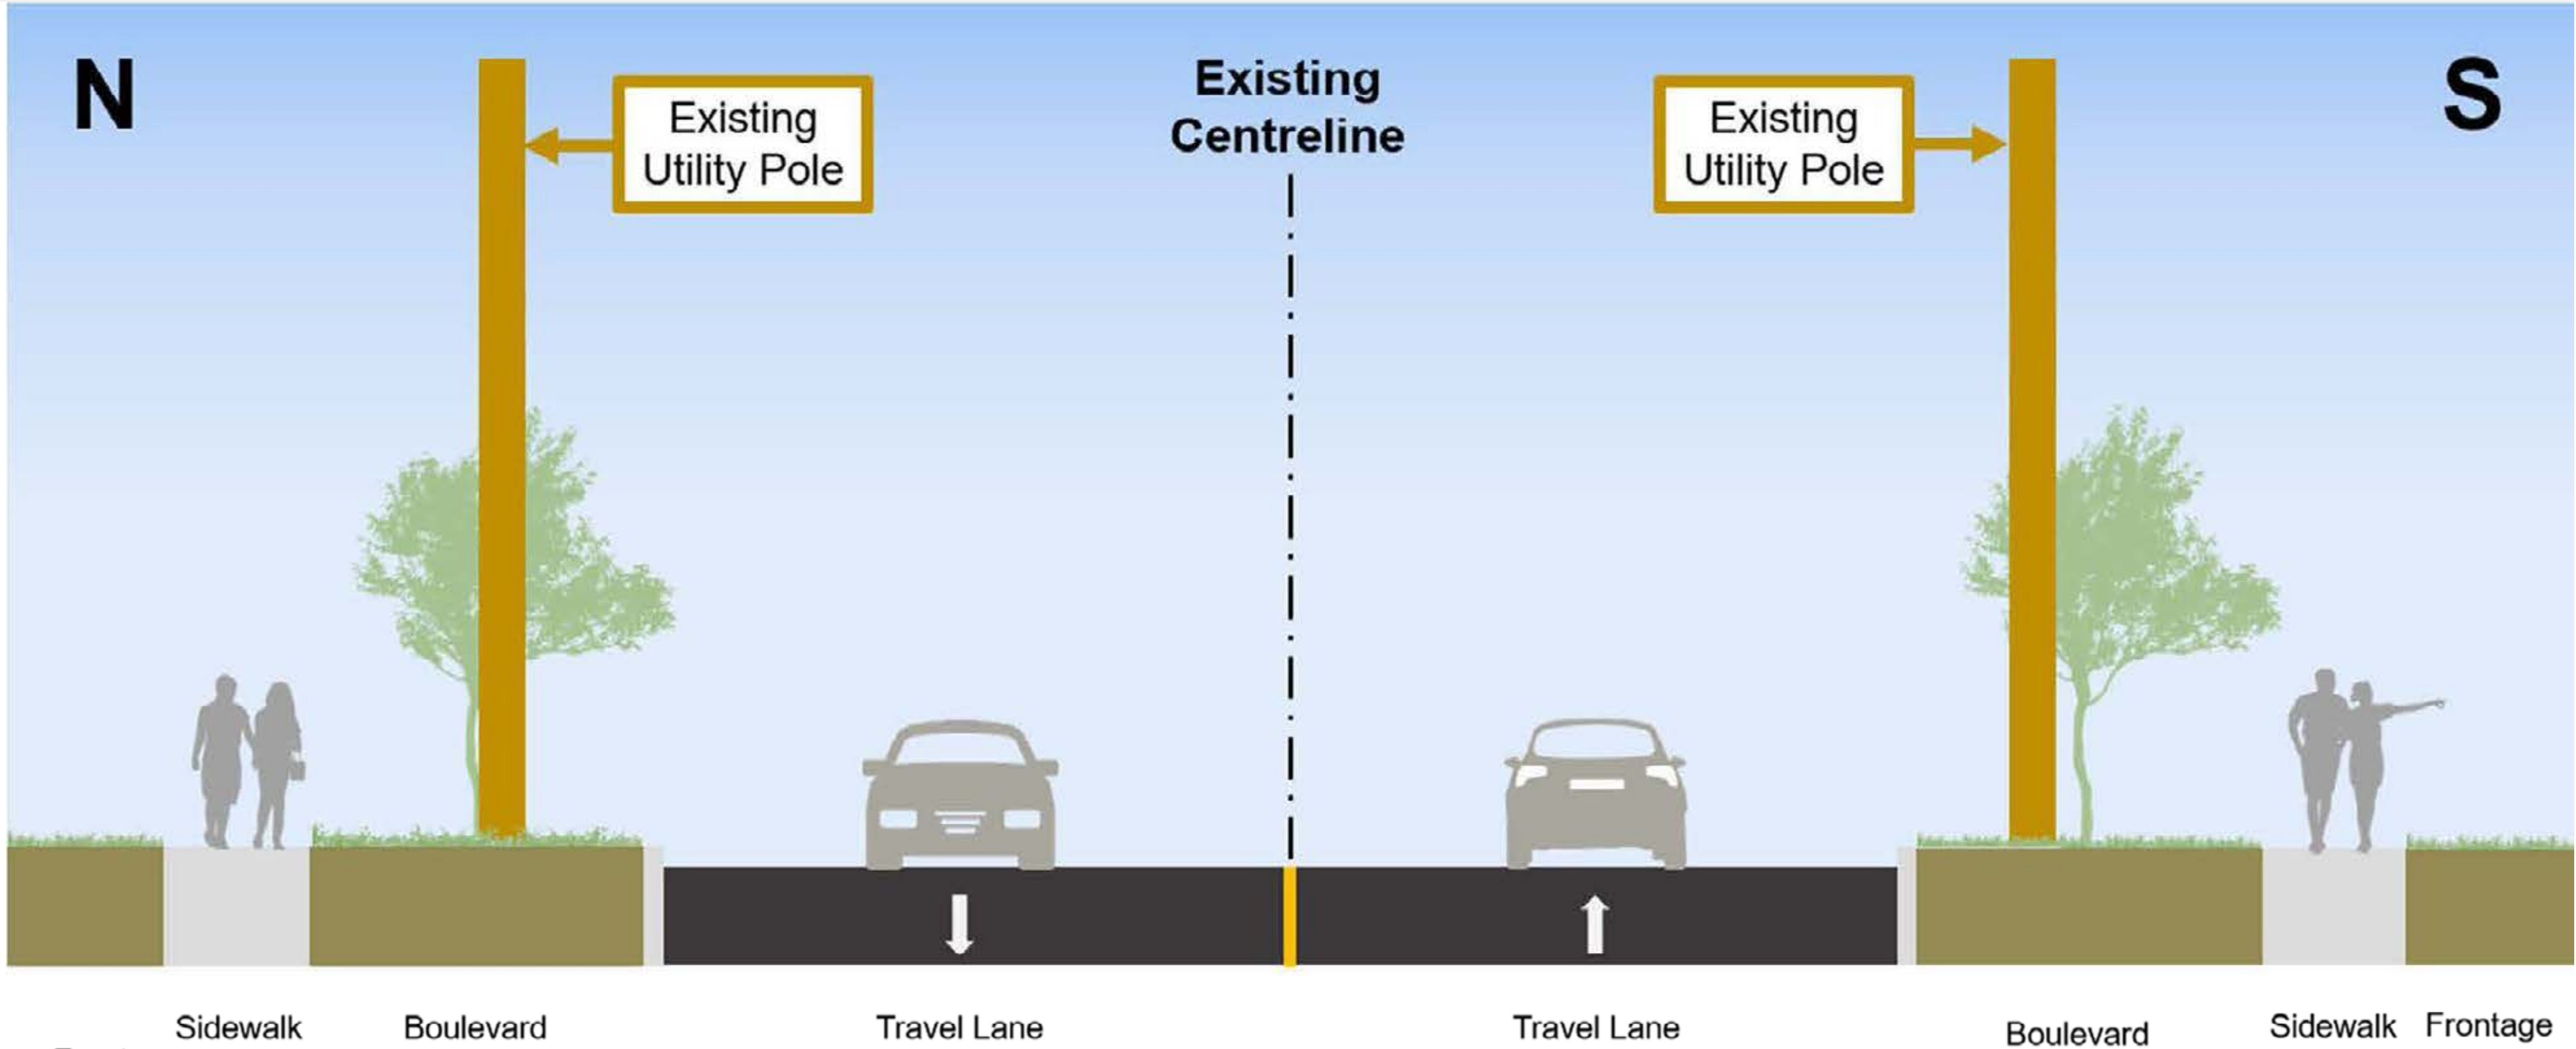 N
Existing
Utility Pole
Existing
Centreline
Existing
Utility Pole
S
Sidewalk
Boulevard
Travel Lane
Travel Lane
Boulevard
Sidewalk
Frontage